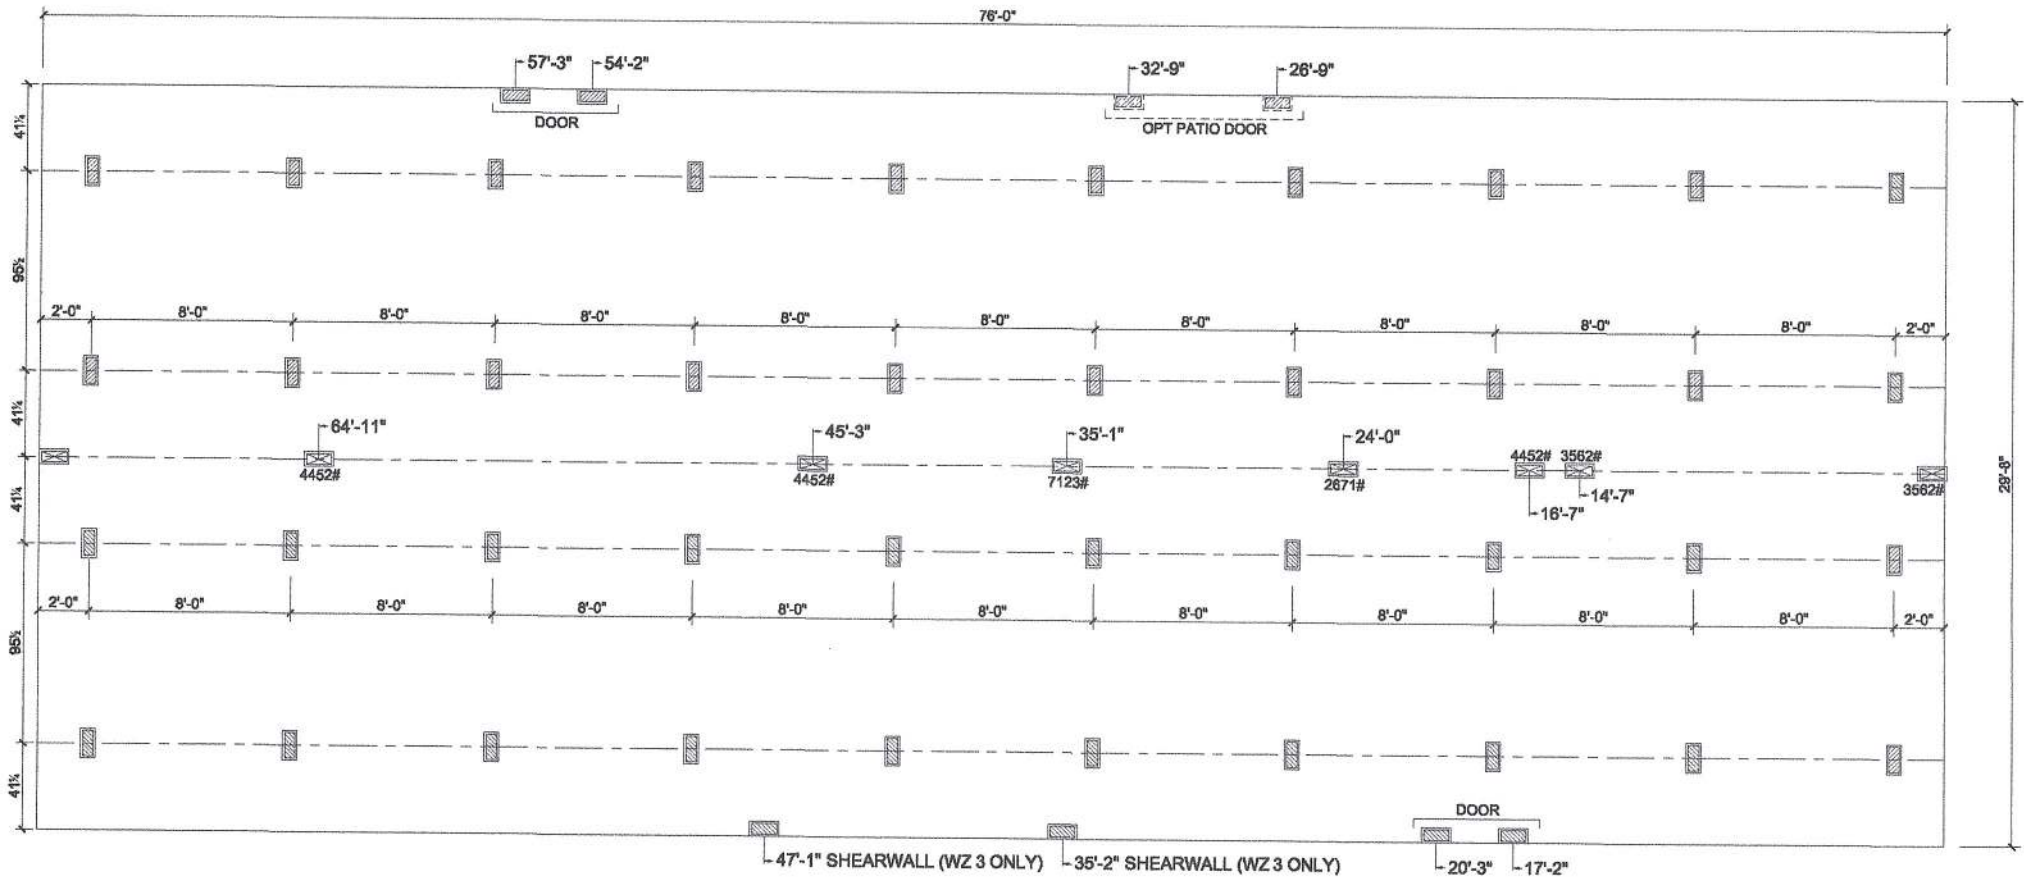 76'-0"
57'-3" 54'-2" 32'-9" 26'-9"
DOOR OPT PATIO DOOR
41¼
95½
2'-0" 8'-0" 8'-0" 8'-0" 8'-0" 8'-0" 8'-0" 8'-0" 8'-0" 8'-0" 2'-0"
41¼
64'-11" 45'-3" 35'-1" 24'-0"
4452# 3562#
4452# 4452# 7123# 2671# 3562#
14'-7"
16'-7"
29'-8"
41¼
2'-0" 8'-0" 8'-0" 8'-0" 8'-0" 8'-0" 8'-0" 8'-0" 8'-0" 8'-0" 2'-0"
95½
41¼
DOOR
47'-1" SHEARWALL (WZ 3 ONLY) 35'-2" SHEARWALL (WZ 3 ONLY) 20'-3" 17'-2"